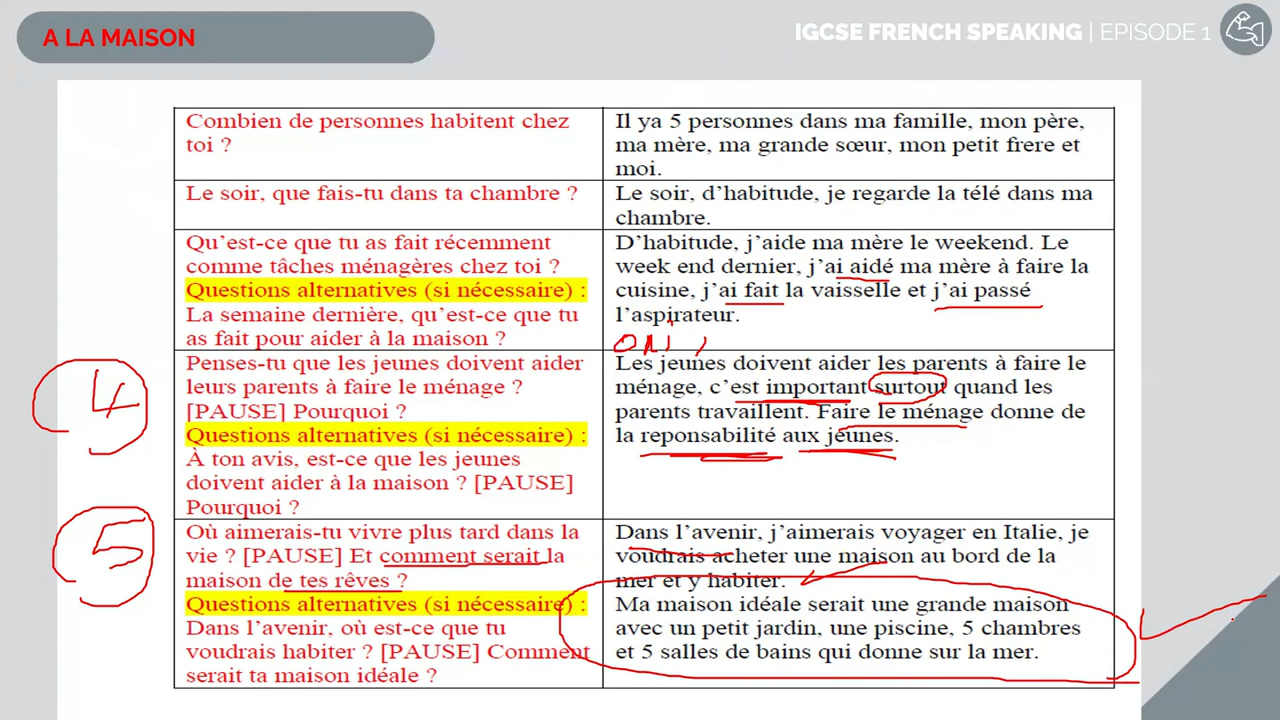 A LA MAISON
IGCSE FRENCH SPEAKING | EPISODE 1
Combien de personnes habitent chez
toi ?
Il ya 5 personnes dans ma famille, mon père,
ma mère, ma grande sœur, mon petit frere et
moi.
Le soir, que fais-tu dans ta chambre ?
Le soir, d’habitude, je regarde la télé dans ma
chambre.
Qu’est-ce que tu as fait récemment
comme tâches ménagères chez toi ?
Questions alternatives (si nécessaire) :
La semaine dernière, qu’est-ce que tu
as fait pour aider à la maison ?
D’habitude, j’aide ma mère le weekend. Le
week end dernier, j’ai aidé ma mère à faire la
cuisine, j’ai fait la vaisselle et j’ai passé
l’aspirateur.
oui,
4
Penses-tu que les jeunes doivent aider
leurs parents à faire le ménage ?
[PAUSE] Pourquoi ?
Questions alternatives (si nécessaire) :
À ton avis, est-ce que les jeunes
doivent aider à la maison ? [PAUSE]
Pourquoi ?
Les jeunes doivent aider les parents à faire le
ménage, c’est important surtout quand les
parents travaillent. Faire le ménage donne de
la reponsabilité aux jeunes.
5
Où aimerais-tu vivre plus tard dans la
vie ? [PAUSE] Et comment serait la
maison de tes rêves ?
Questions alternatives (si nécessaire) :
Dans l’avenir, où est-ce que tu
voudrais habiter ? [PAUSE] Comment
serait ta maison idéale ?
Dans l’avenir, j’aimerais voyager en Italie, je
voudrais acheter une maison au bord de la
mer et y habiter.
Ma maison idéale serait une grande maison
avec un petit jardin, une piscine, 5 chambres
et 5 salles de bains qui donne sur la mer.